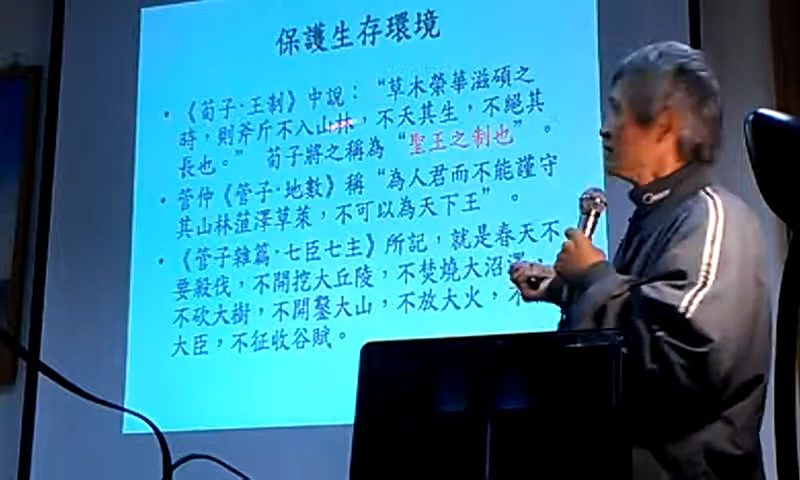 保護生存環境
• 《荀子·王制》中說：“草木榮華滋碩之
時，則斧斤不入山林，不夭其生，不絕其
長也。” 荀子將之稱為“聖王之制也”。
• 管仲《管子·地數》稱“為人君而不能謹守
其山林菹澤草萊，不可以為天下王”。
• 《管子雜篇·七臣七主》所記，就是春天不
要殺伐，不開挖大丘陵，不焚燒大沼澤，
不砍大樹，不開鑿大山，不放大火，不
大臣，不征收谷賦。